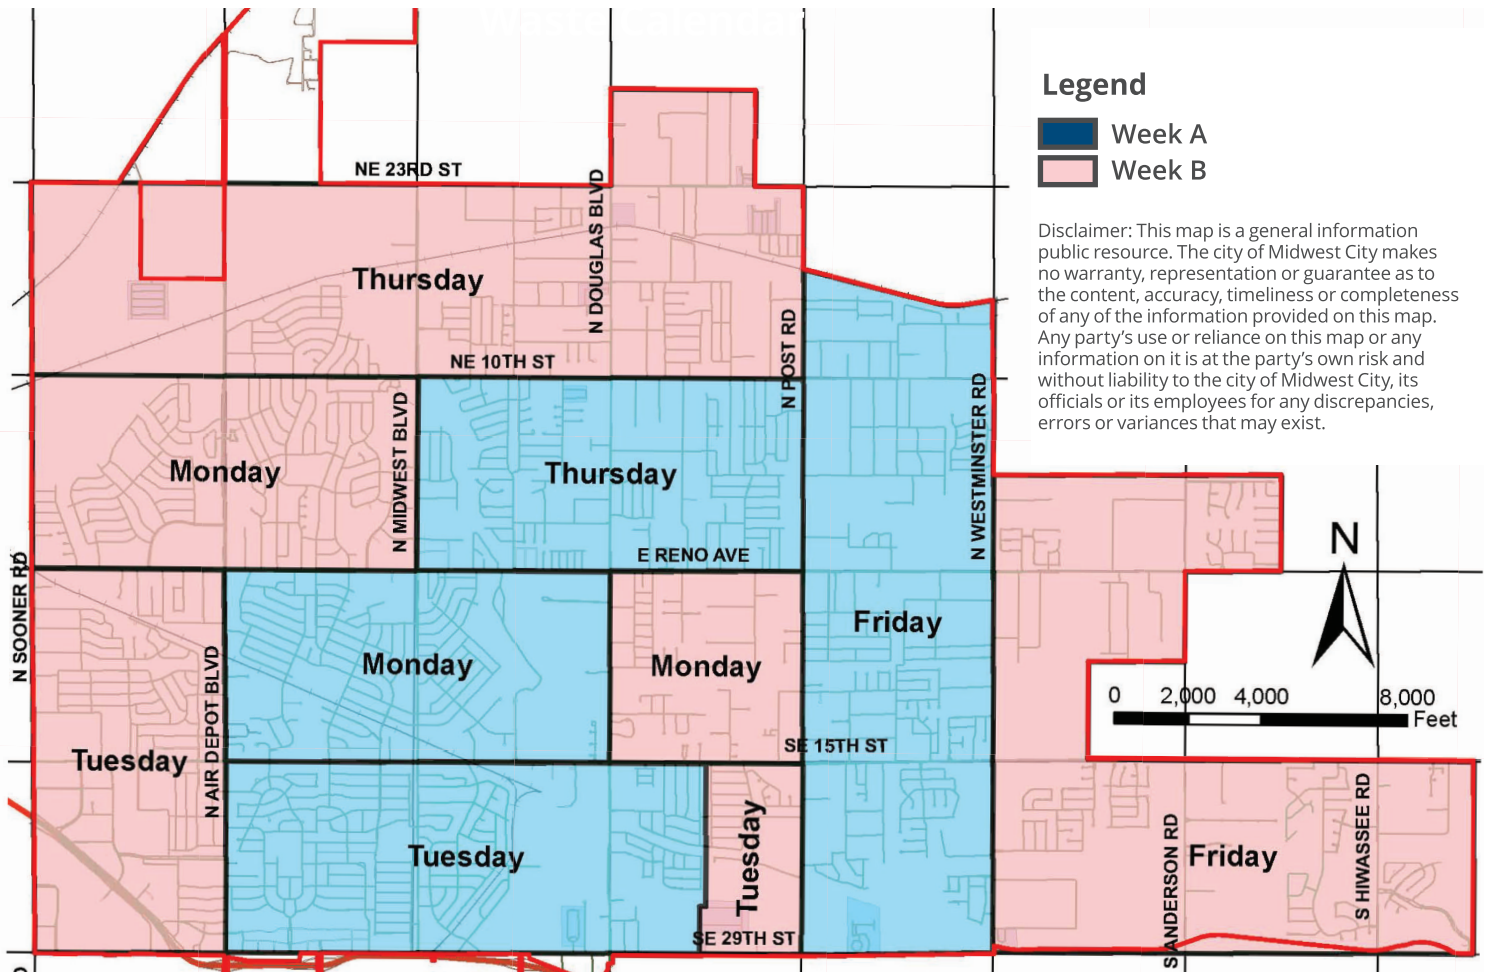 Waste Calendar
Legend
Week A
Week B
Disclaimer: This map is a general information
public resource. The city of Midwest City makes
no warranty, representation or guarantee as to
the content, accuracy, timeliness or completeness
of any of the information provided on this map.
Any party’s use or reliance on this map or any
information on it is at the party’s own risk and
without liability to the city of Midwest City, its
officials or its employees for any discrepancies,
errors or variances that may exist.
NE 23RD ST
N DOUGLAS BLVD
Thursday
N POST RD
NE 10TH ST
N MIDWEST BLVD
N WESTMINSTER RD
Monday
Thursday
E RENO AVE
N
N SOONER RD
Friday
Monday
Monday
N AIR DEPOT BLVD
0
2,000
4,000
8,000
Feet
SE 15TH ST
Tuesday
Tuesday
Tuesday
S ANDERSON RD
Friday
S HIWASSEE RD
SE 29TH ST